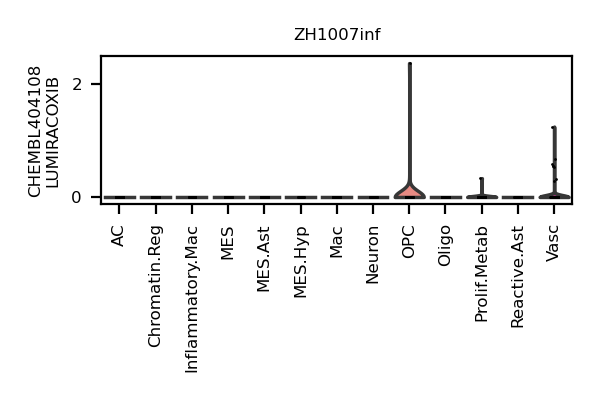 ZH1007inf
CHEMBL404108
LUMIRACOXIB
2
0
AC
Chromatin.Reg
Inflammatory.Mac
MES
MES.Ast
MES.Hyp
Mac
Neuron
OPC
Oligo
Prolif.Metab
Reactive.Ast
Vasc